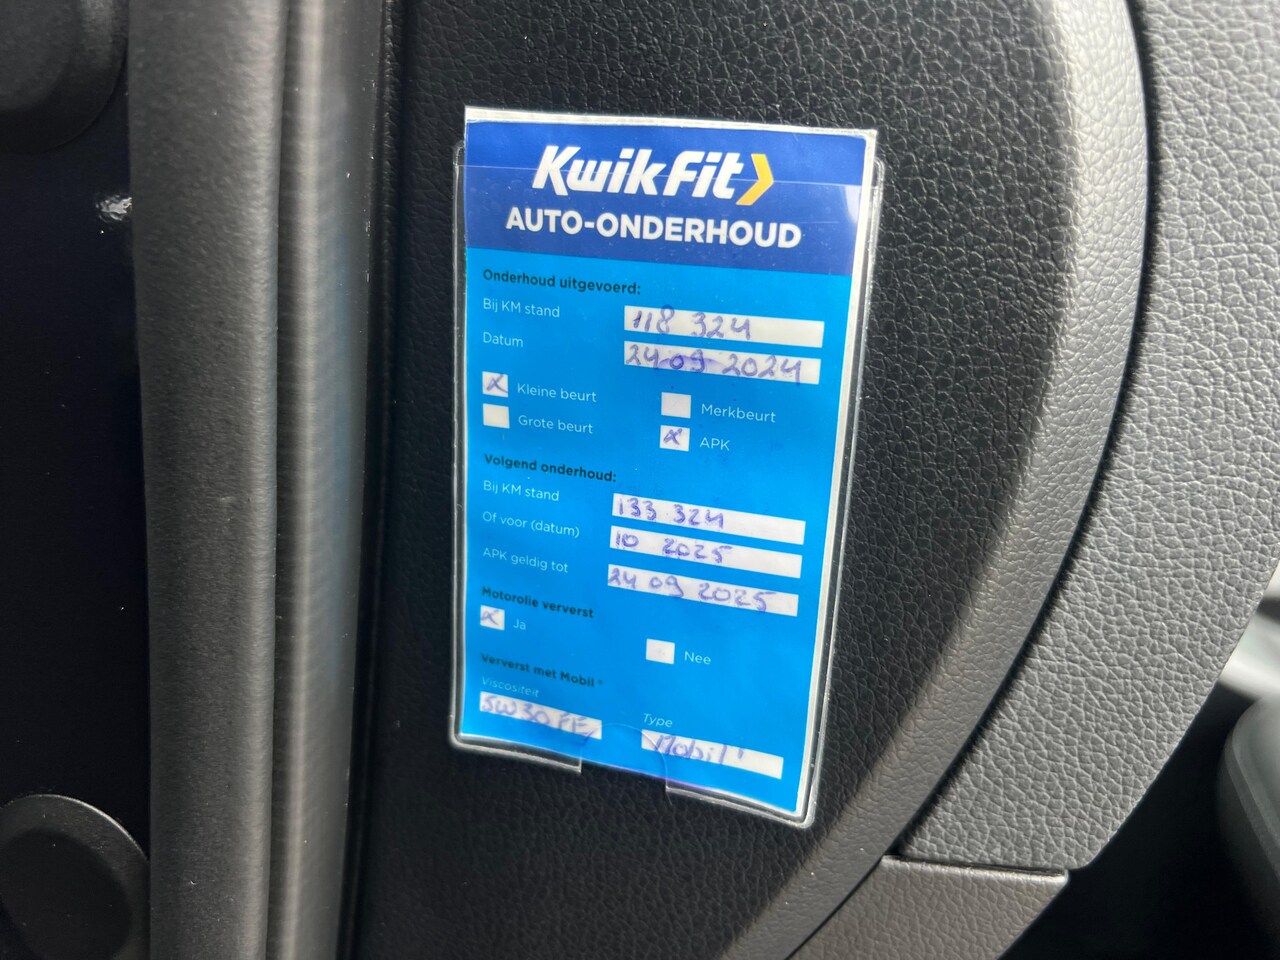 KwikFit
AUTO-ONDERHOUD
Onderhoud uitgevoerd:
Bij KM stand 118 324
Datum 24-09 2024
x Kleine beurt Merkbeurt
Grote beurt x APK
Volgend onderhoud:
Bij KM stand 133 324
Of voor (datum) 10 2025
APK geldig tot 24 09 2025
Motorolie ververst
x Ja Nee
Ververst met Mobil
Viscositeit Type
5W30 FE Mobil 1